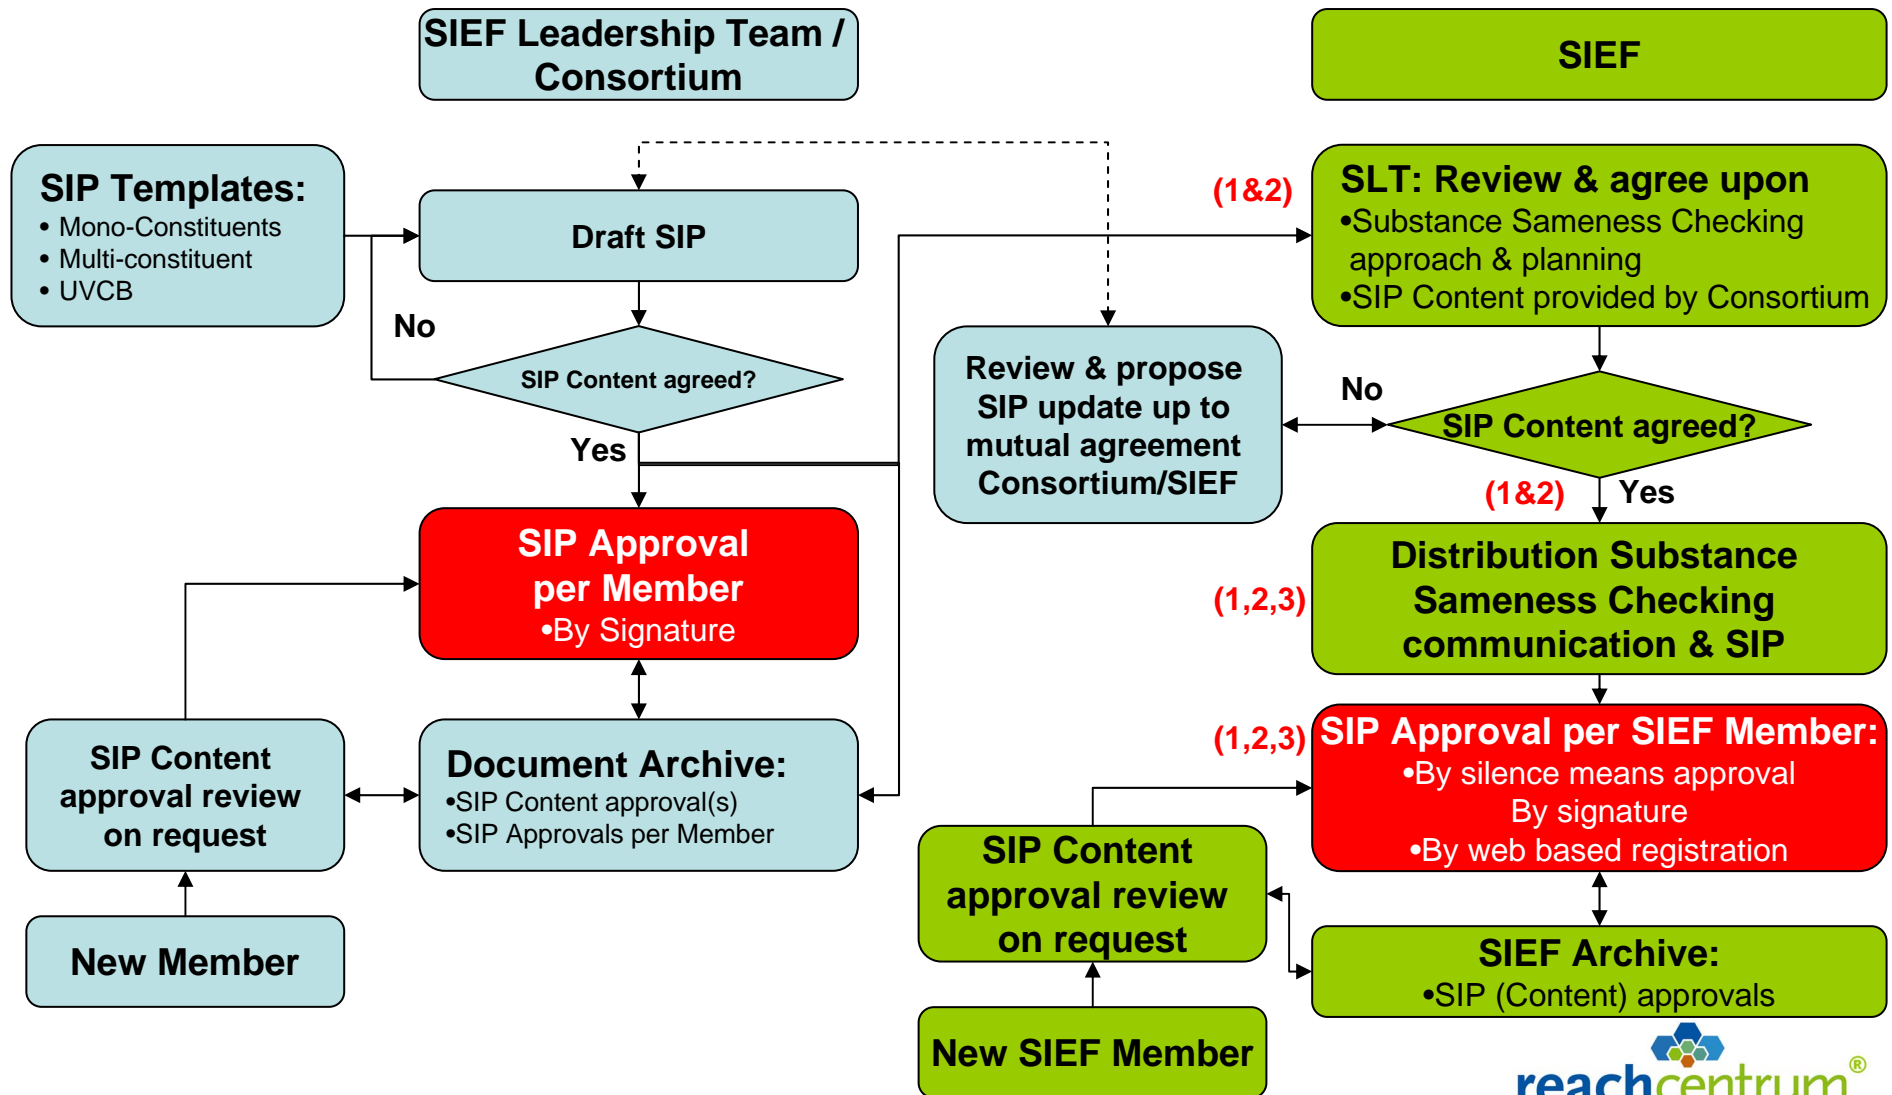 SIEF Leadership Team /
Consortium
SIEF
SIP Templates:
• Mono-Constituents
• Multi-constituent
• UVCB
Draft SIP
(1&2)
SLT: Review & agree upon
•Substance Sameness Checking
approach & planning
•SIP Content provided by Consortium
No
SIP Content agreed?
Yes
Review & propose
SIP update up to
mutual agreement
Consortium/SIEF
No
SIP Content agreed?
(1&2)
Yes
SIP Approval
per Member
•By Signature
(1,2,3)
Distribution Substance
Sameness Checking
communication & SIP
SIP Content
approval review
on request
Document Archive:
•SIP Content approval(s)
•SIP Approvals per Member
(1,2,3)
SIP Approval per SIEF Member:
•By silence means approval
By signature
•By web based registration
New Member
SIP Content
approval review
on request
SIEF Archive:
•SIP (Content) approvals
New SIEF Member
reachcentrum®